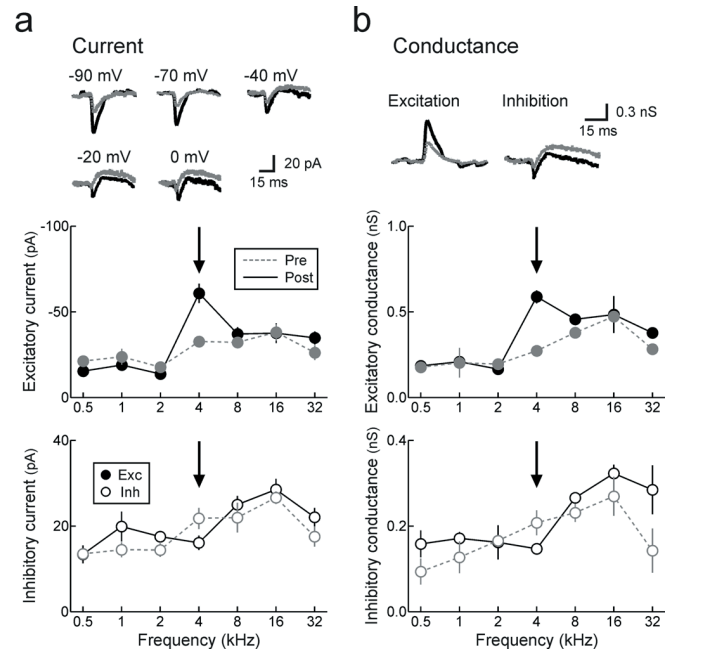 a
Current
-90 mV
-70 mV
-40 mV
-20 mV
0 mV
20 pA
15 ms
b
Conductance
Excitation
Inhibition
0.3 nS
15 ms
Excitatory current (pA)
-100
-50
0
Pre
Post
0.5 1 2 4 8 16 32
Excitatory conductance (nS)
1.0
0.5
0.0
0.5 1 2 4 8 16 32
Inhibitory current (pA)
40
20
0
Exc
Inh
0.5 1 2 4 8 16 32
Frequency (kHz)
Inhibitory conductance (nS)
0.4
0.2
0.0
0.5 1 2 4 8 16 32
Frequency (kHz)